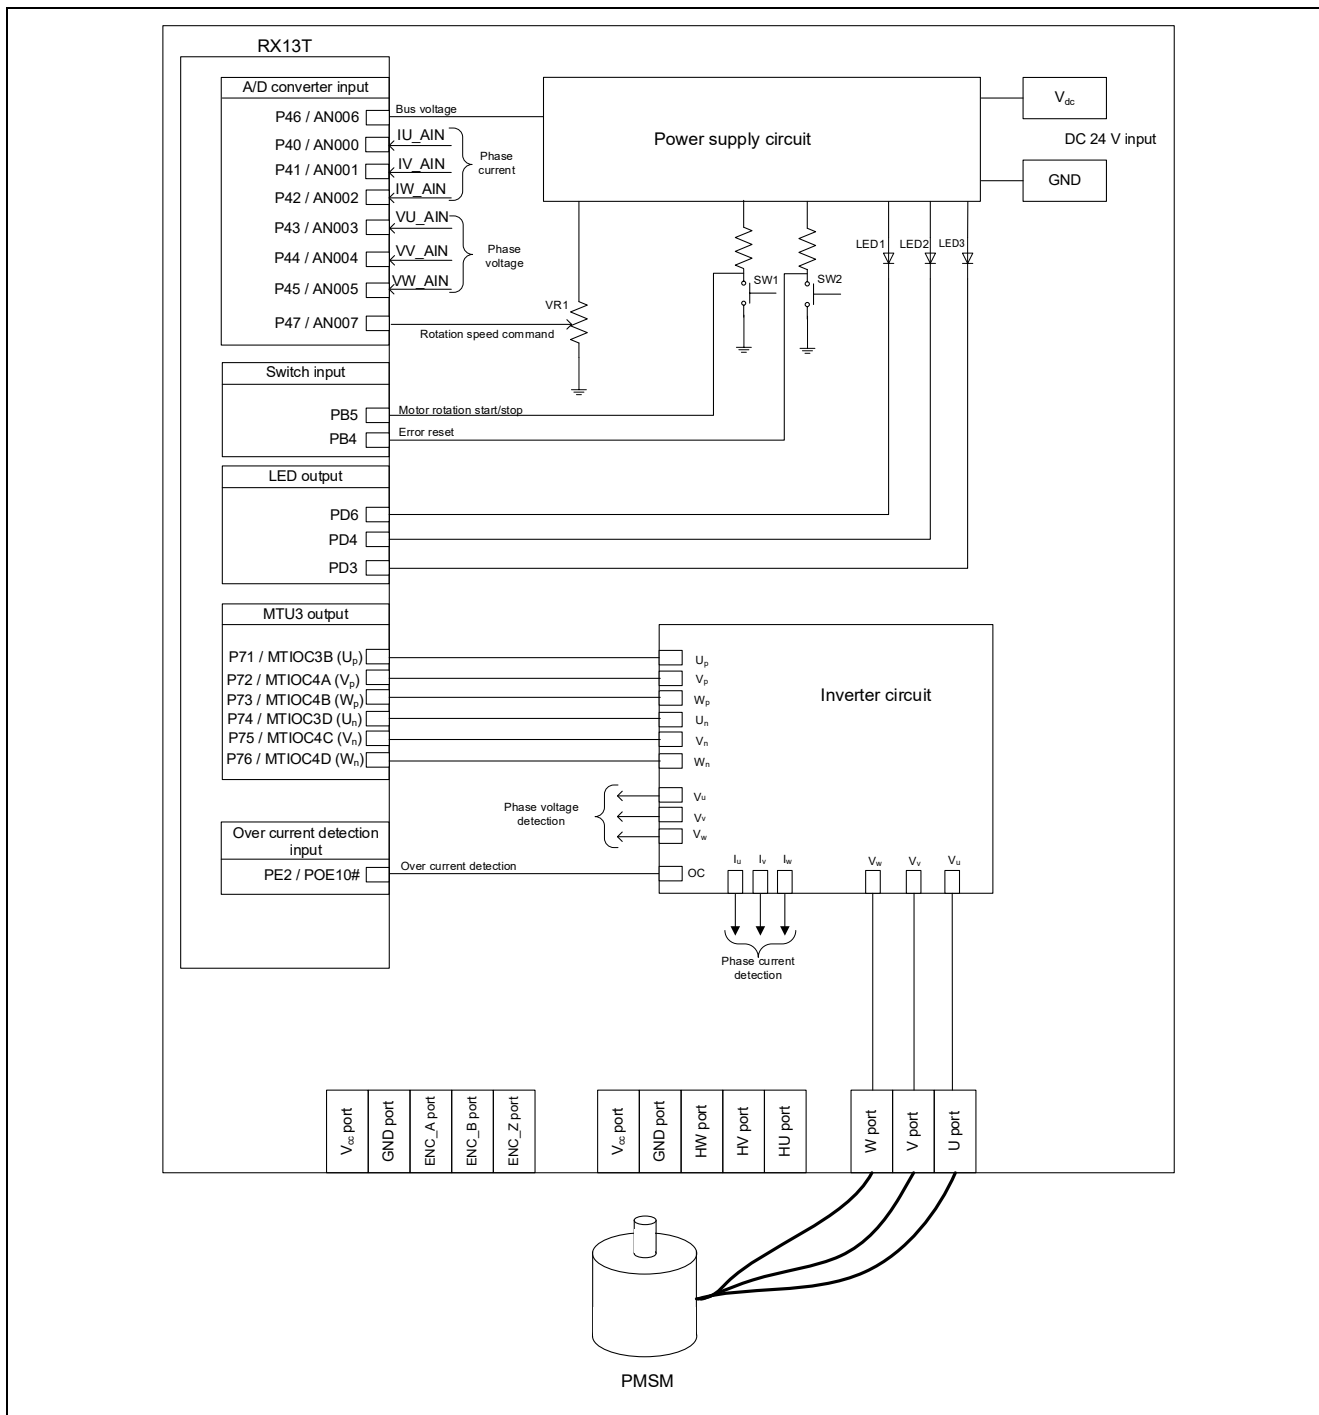 RX13T
A/D converter input
P46 / AN006
P40 / AN000
P41 / AN001
P42 / AN002
P43 / AN003
P44 / AN004
P45 / AN005
P47 / AN007
Bus voltage
IU_AIN
IV_AIN
IW_AIN
Phase
current
VU_AIN
VV_AIN
VW_AIN
Phase
voltage
Rotation speed command
VR1
Power supply circuit
Vdc
DC 24 V input
GND
SW1
SW2
LED1
LED2
LED3
Switch input
PB5
PB4
Motor rotation start/stop
Error reset
LED output
PD6
PD4
PD3
MTU3 output
P71 / MTIOC3B (Up)
P72 / MTIOC4A (Vp)
P73 / MTIOC4B (Wp)
P74 / MTIOC3D (Un)
P75 / MTIOC4C (Vn)
P76 / MTIOC4D (Wn)
Inverter circuit
Up
Vp
Wp
Un
Vn
Wn
Vu
Vv
Vw
OC
Phase voltage
detection
Over current detection
input
PE2 / POE10#
Over current detection
Iu
Iv
Iw
Vw
Vv
Vu
Phase current
detection
Vcc port
GND port
ENC_A port
ENC_B port
ENC_Z port
Vcc port
GND port
HW port
HV port
HU port
W port
V port
U port
PMSM